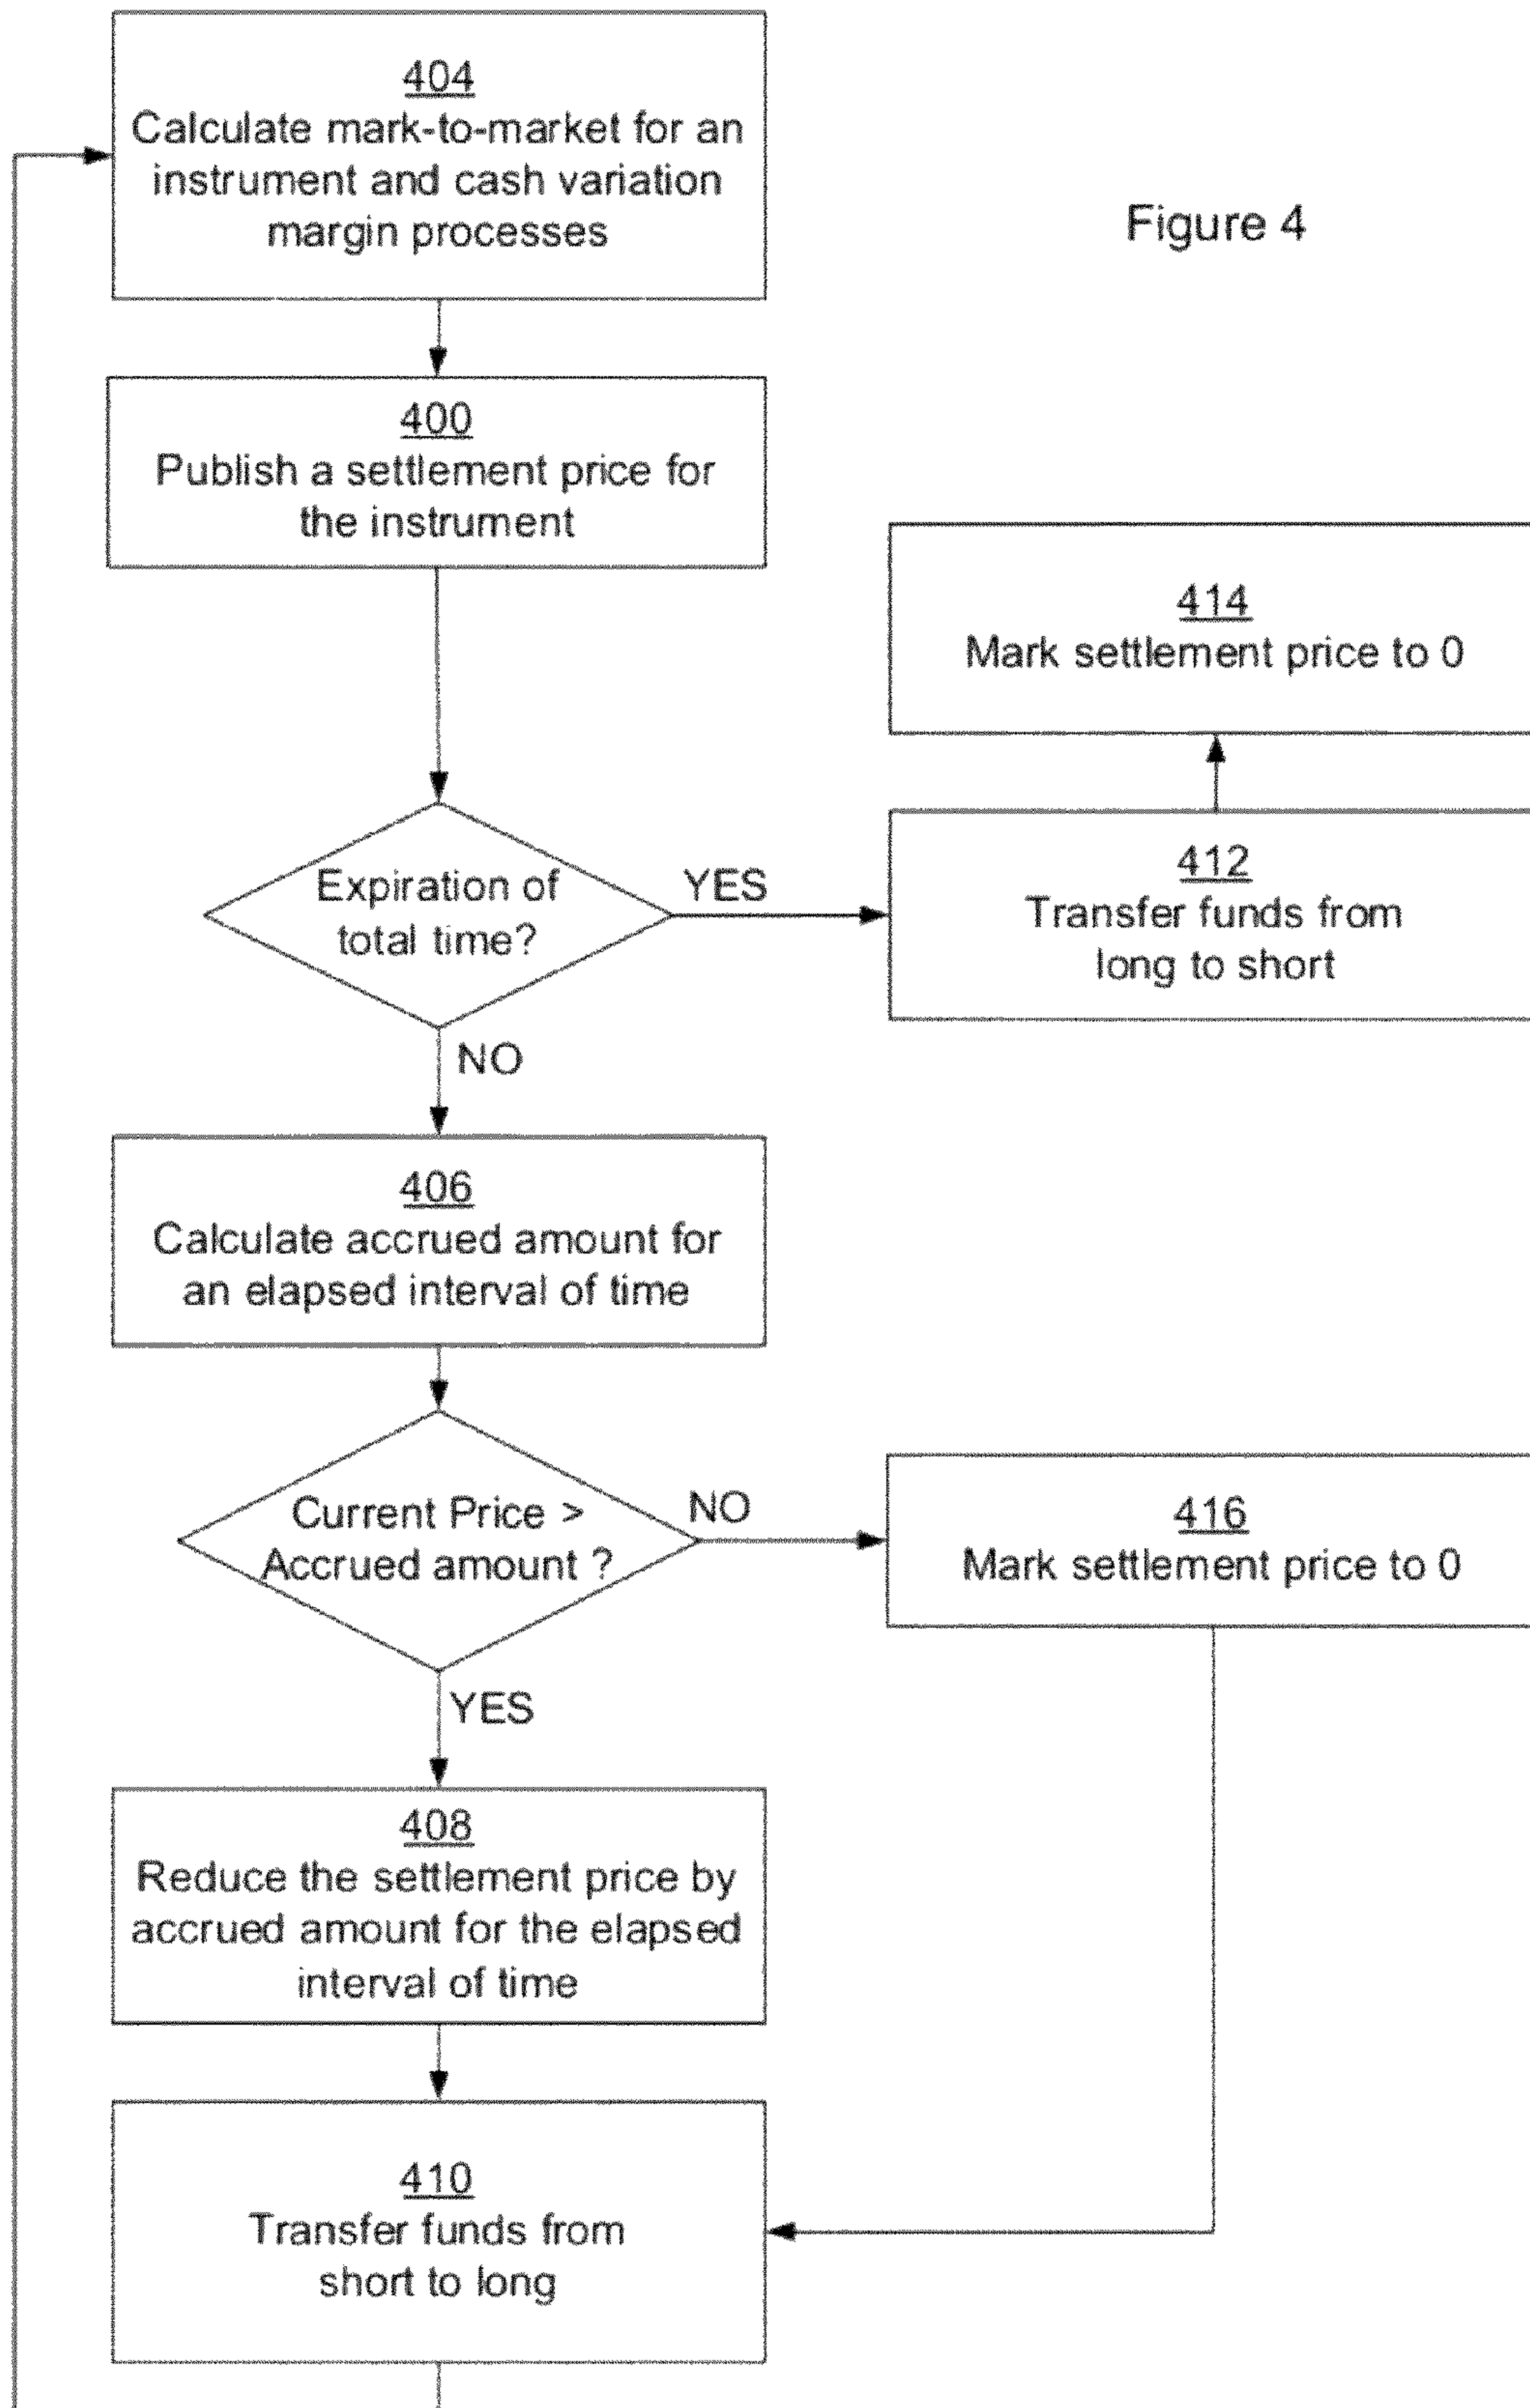 404
Calculate mark-to-market for an
instrument and cash variation
margin processes
Figure 4
400
Publish a settlement price for
the instrument
414
Mark settlement price to 0
Expiration of
total time?
YES
412
Transfer funds from
long to short
NO
406
Calculate accrued amount for
an elapsed interval of time
Current Price >
Accrued amount ?
NO
416
Mark settlement price to 0
YES
408
Reduce the settlement price by
accrued amount for the elapsed
interval of time
410
Transfer funds from
short to long